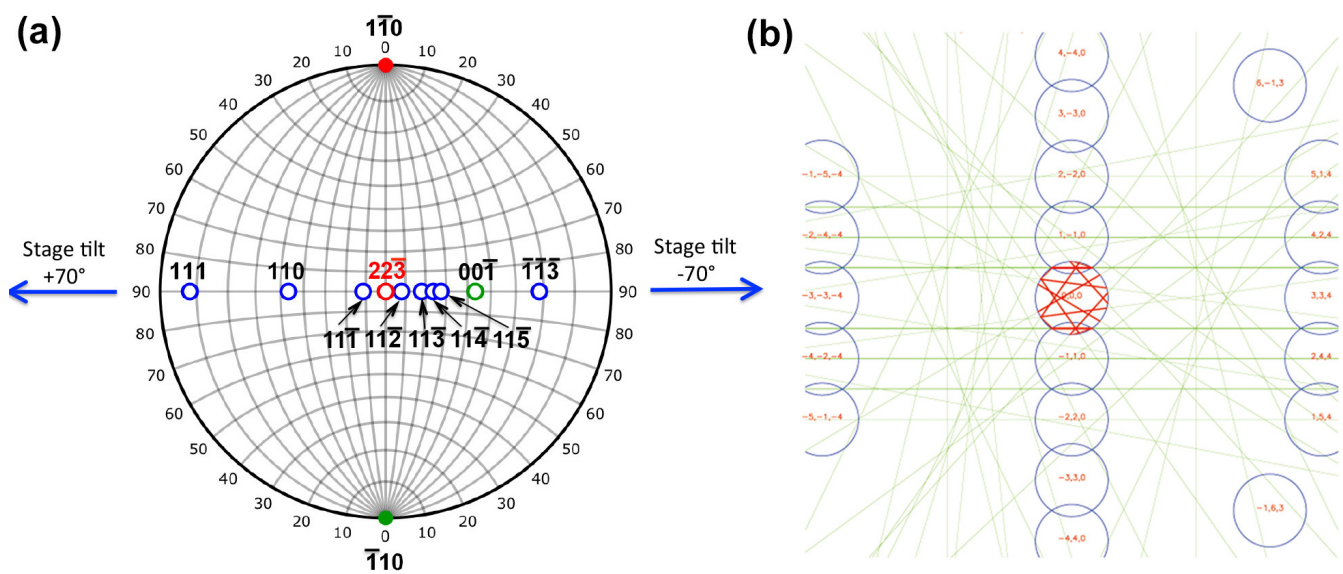 (a)
11̄0
10 0 10
20 20
30 30
40 40
50 50
60 60
70 70
80 80
Stage tilt
+70°
111 110 223̄ 001̄ 1̄1̄3̄
90 90
111̄ 112̄ 113̄ 114̄ 115̄
80 80
70 70
60 60
50 50
40 40
30 30
20 20
10 0 10
1̄10
Stage tilt
-70°
(b)
4,-4,0
6,-1,3
3,-3,0
-1,-5,-4 2,-2,0 5,1,4
-2,-4,-4 1,-1,0 4,2,4
-3,-3,-4 0,0,0 3,3,4
-4,-2,-4 -1,1,0 2,4,4
-5,-1,-4 -2,2,0 1,5,4
-3,3,0
-1,6,3
-4,4,0